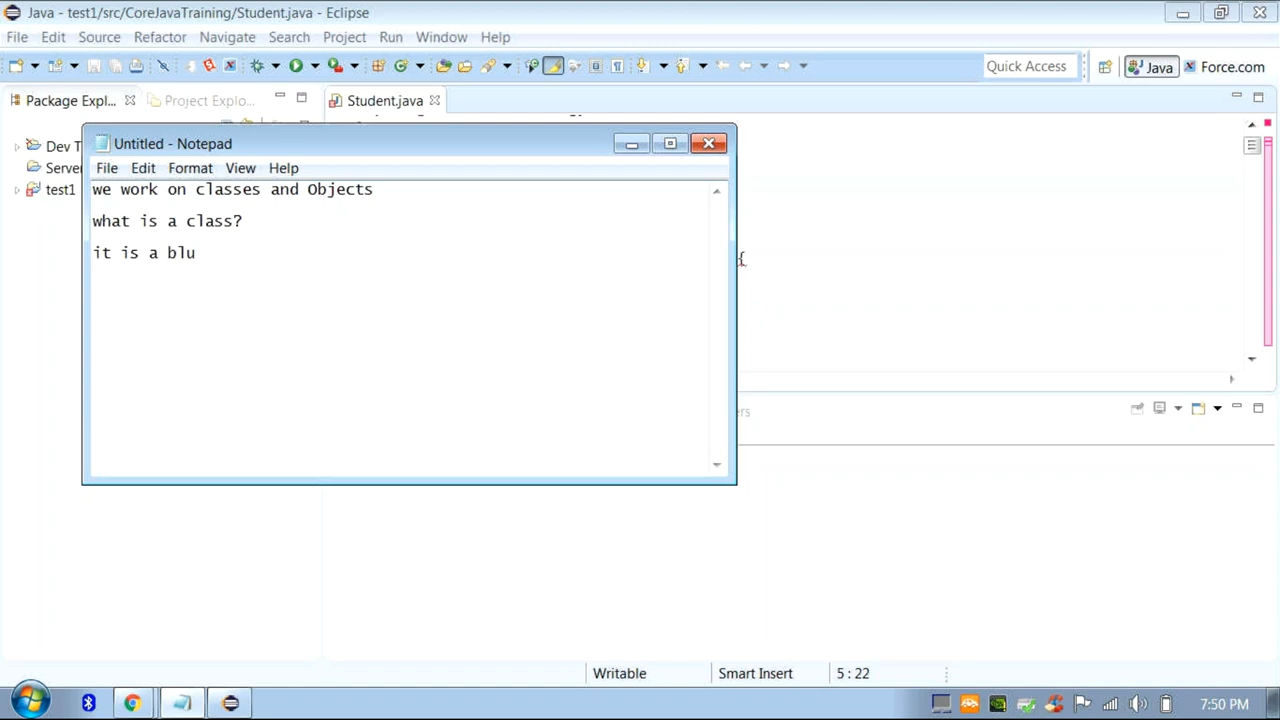 Java - test1/src/CoreJavaTraining/Student.java - Eclipse
File Edit Source Refactor Navigate Search Project Run Window Help
Quick Access
Java
Force.com
Package Expl...
Project Explo...
Student.java
Dev T
Server
test1
Untitled - Notepad
File Edit Format View Help
we work on classes and Objects
what is a class?
it is a blu
{
ers
Writable
Smart Insert
5 : 22
7:50 PM